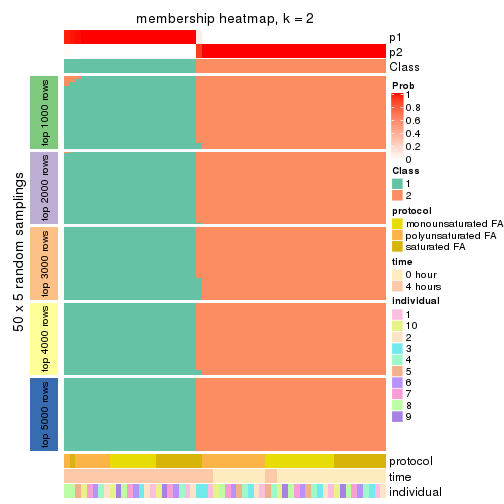 membership heatmap, k = 2
p1
p2
Class
50 x 5 random samplings
top 1000 rows
top 2000 rows
top 3000 rows
top 4000 rows
top 5000 rows
protocol
time
individual
Prob
1
0.8
0.6
0.4
0.2
0
Class
1
2
protocol
monounsaturated FA
polyunsaturated FA
saturated FA
time
0 hour
4 hours
individual
1
10
2
3
4
5
6
7
8
9